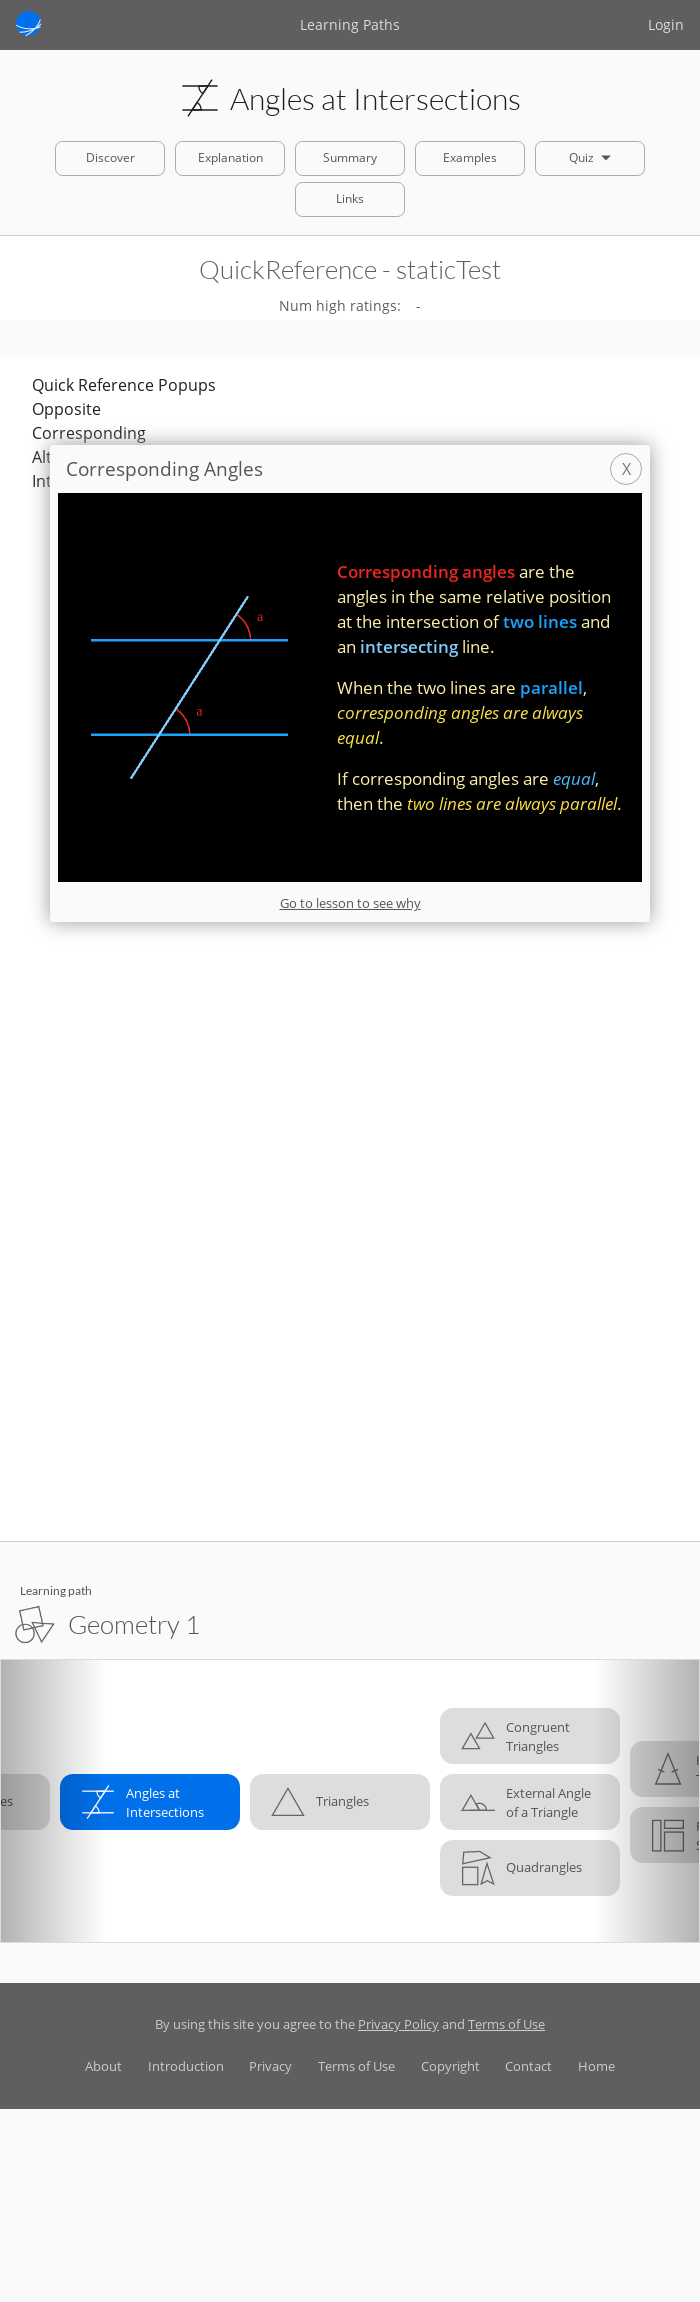 Learning Paths
Login
Angles at Intersections
Discover
Explanation
Summary
Examples
Quiz
Links
QuickReference - staticTest
Num high ratings: -
Quick Reference Popups
Opposite
Corresponding
Alt
Int
Corresponding Angles
X
Corresponding angles are the
angles in the same relative position
at the intersection of two lines and
an intersecting line.
When the two lines are parallel,
corresponding angles are always
equal.
If corresponding angles are equal,
then the two lines are always parallel.
a
a
Go to lesson to see why
Learning path
Geometry 1
es
Angles at
Intersections
Triangles
Congruent
Triangles
External Angle
of a Triangle
Quadrangles
By using this site you agree to the Privacy Policy and Terms of Use
About
Introduction
Privacy
Terms of Use
Copyright
Contact
Home